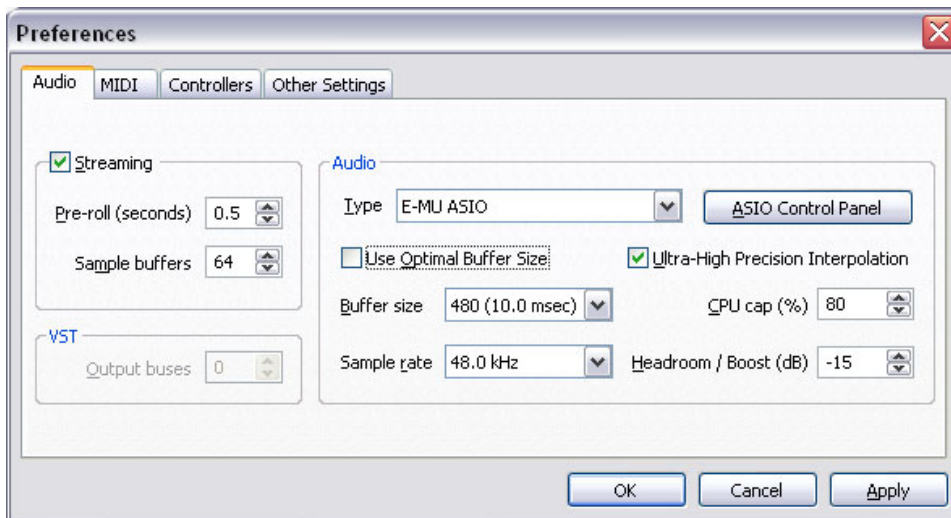 Preferences
Audio MIDI Controllers Other Settings
Streaming
Pre-roll (seconds) 0.5
Sample buffers 64
VST
Output buses 0
Audio
Type E-MU ASIO ASIO Control Panel
Use Optimal Buffer Size Ultra-High Precision Interpolation
Buffer size 480 (10.0 msec) CPU cap (%) 80
Sample rate 48.0 kHz Headroom / Boost (dB) -15
OK Cancel Apply